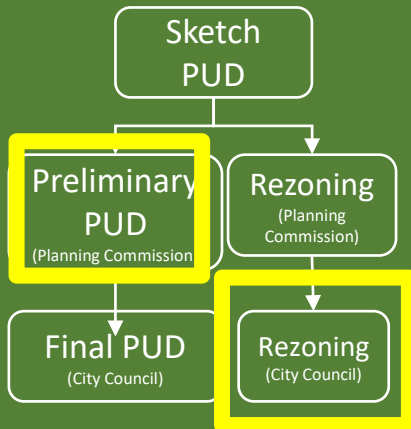 Sketch
PUD
Preliminary
PUD
(Planning Commission
Rezoning
(Planning
Commission)
Final PUD
(City Council)
Rezoning
(City Council)